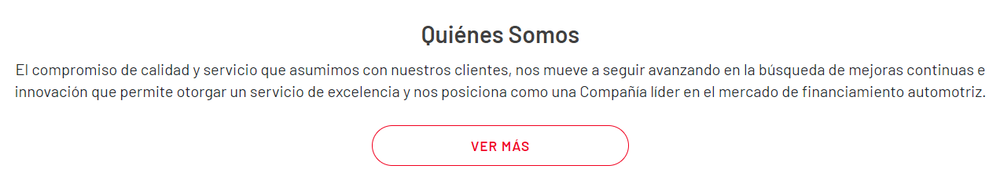 Quiénes Somos
El compromiso de calidad y servicio que asumimos con nuestros clientes, nos mueve a seguir avanzando en la búsqueda de mejoras continuas e
innovación que permite otorgar un servicio de excelencia y nos posiciona como una Compañía líder en el mercado de financiamiento automotriz.
VER MÁS